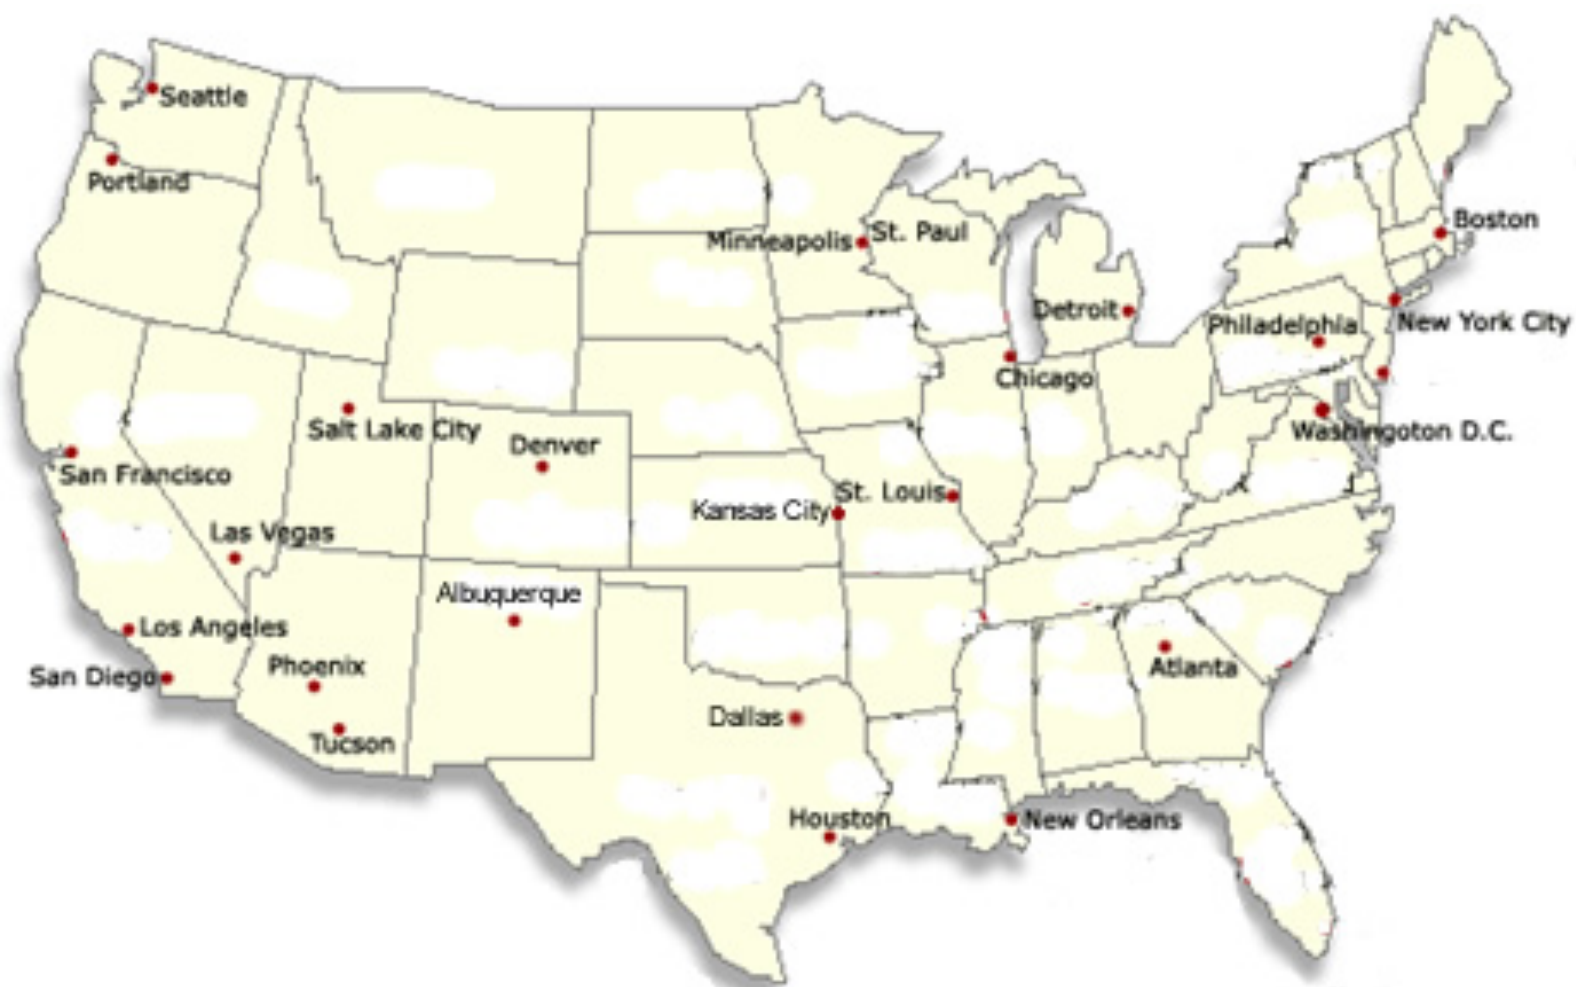 Seattle
Portland
Minneapolis
St. Paul
Boston
Detroit
New York City
Philadelphia
Chicago
Salt Lake City
Denver
Washingoton D.C.
San Francisco
Kansas City
St. Louis
Las Vegas
Albuquerque
Los Angeles
San Diego
Phoenix
Atlanta
Dallas
Tucson
Houston
New Orleans